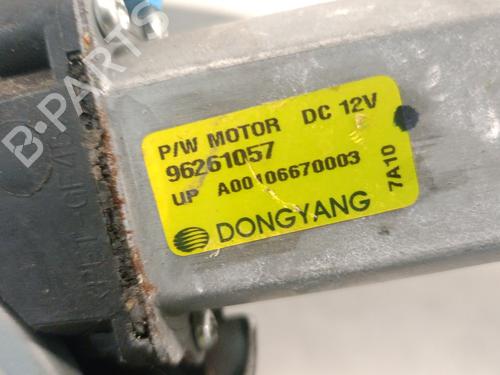 P/W MOTOR DC 12V
96261057
UP A00106670003
7A10
DONGYANG
B-PARTS